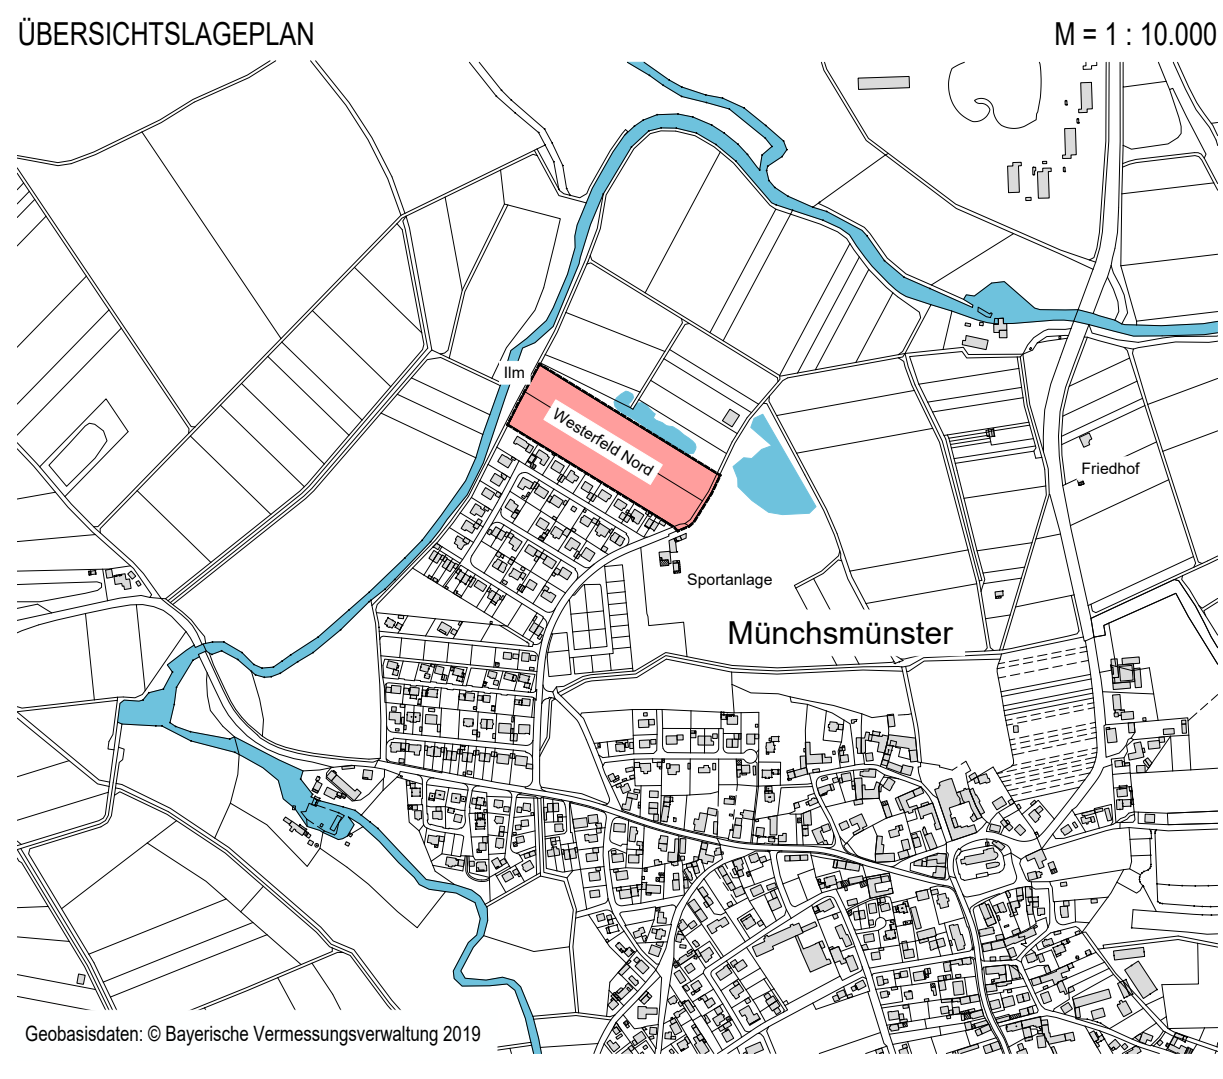 ÜBERSICHTSLAGEPLAN
M = 1 : 10.000
Ilm
Westerfeld Nord
Friedhof
Sportanlage
Münchsmünster
Geobasisdaten: © Bayerische Vermessungsverwaltung 2019